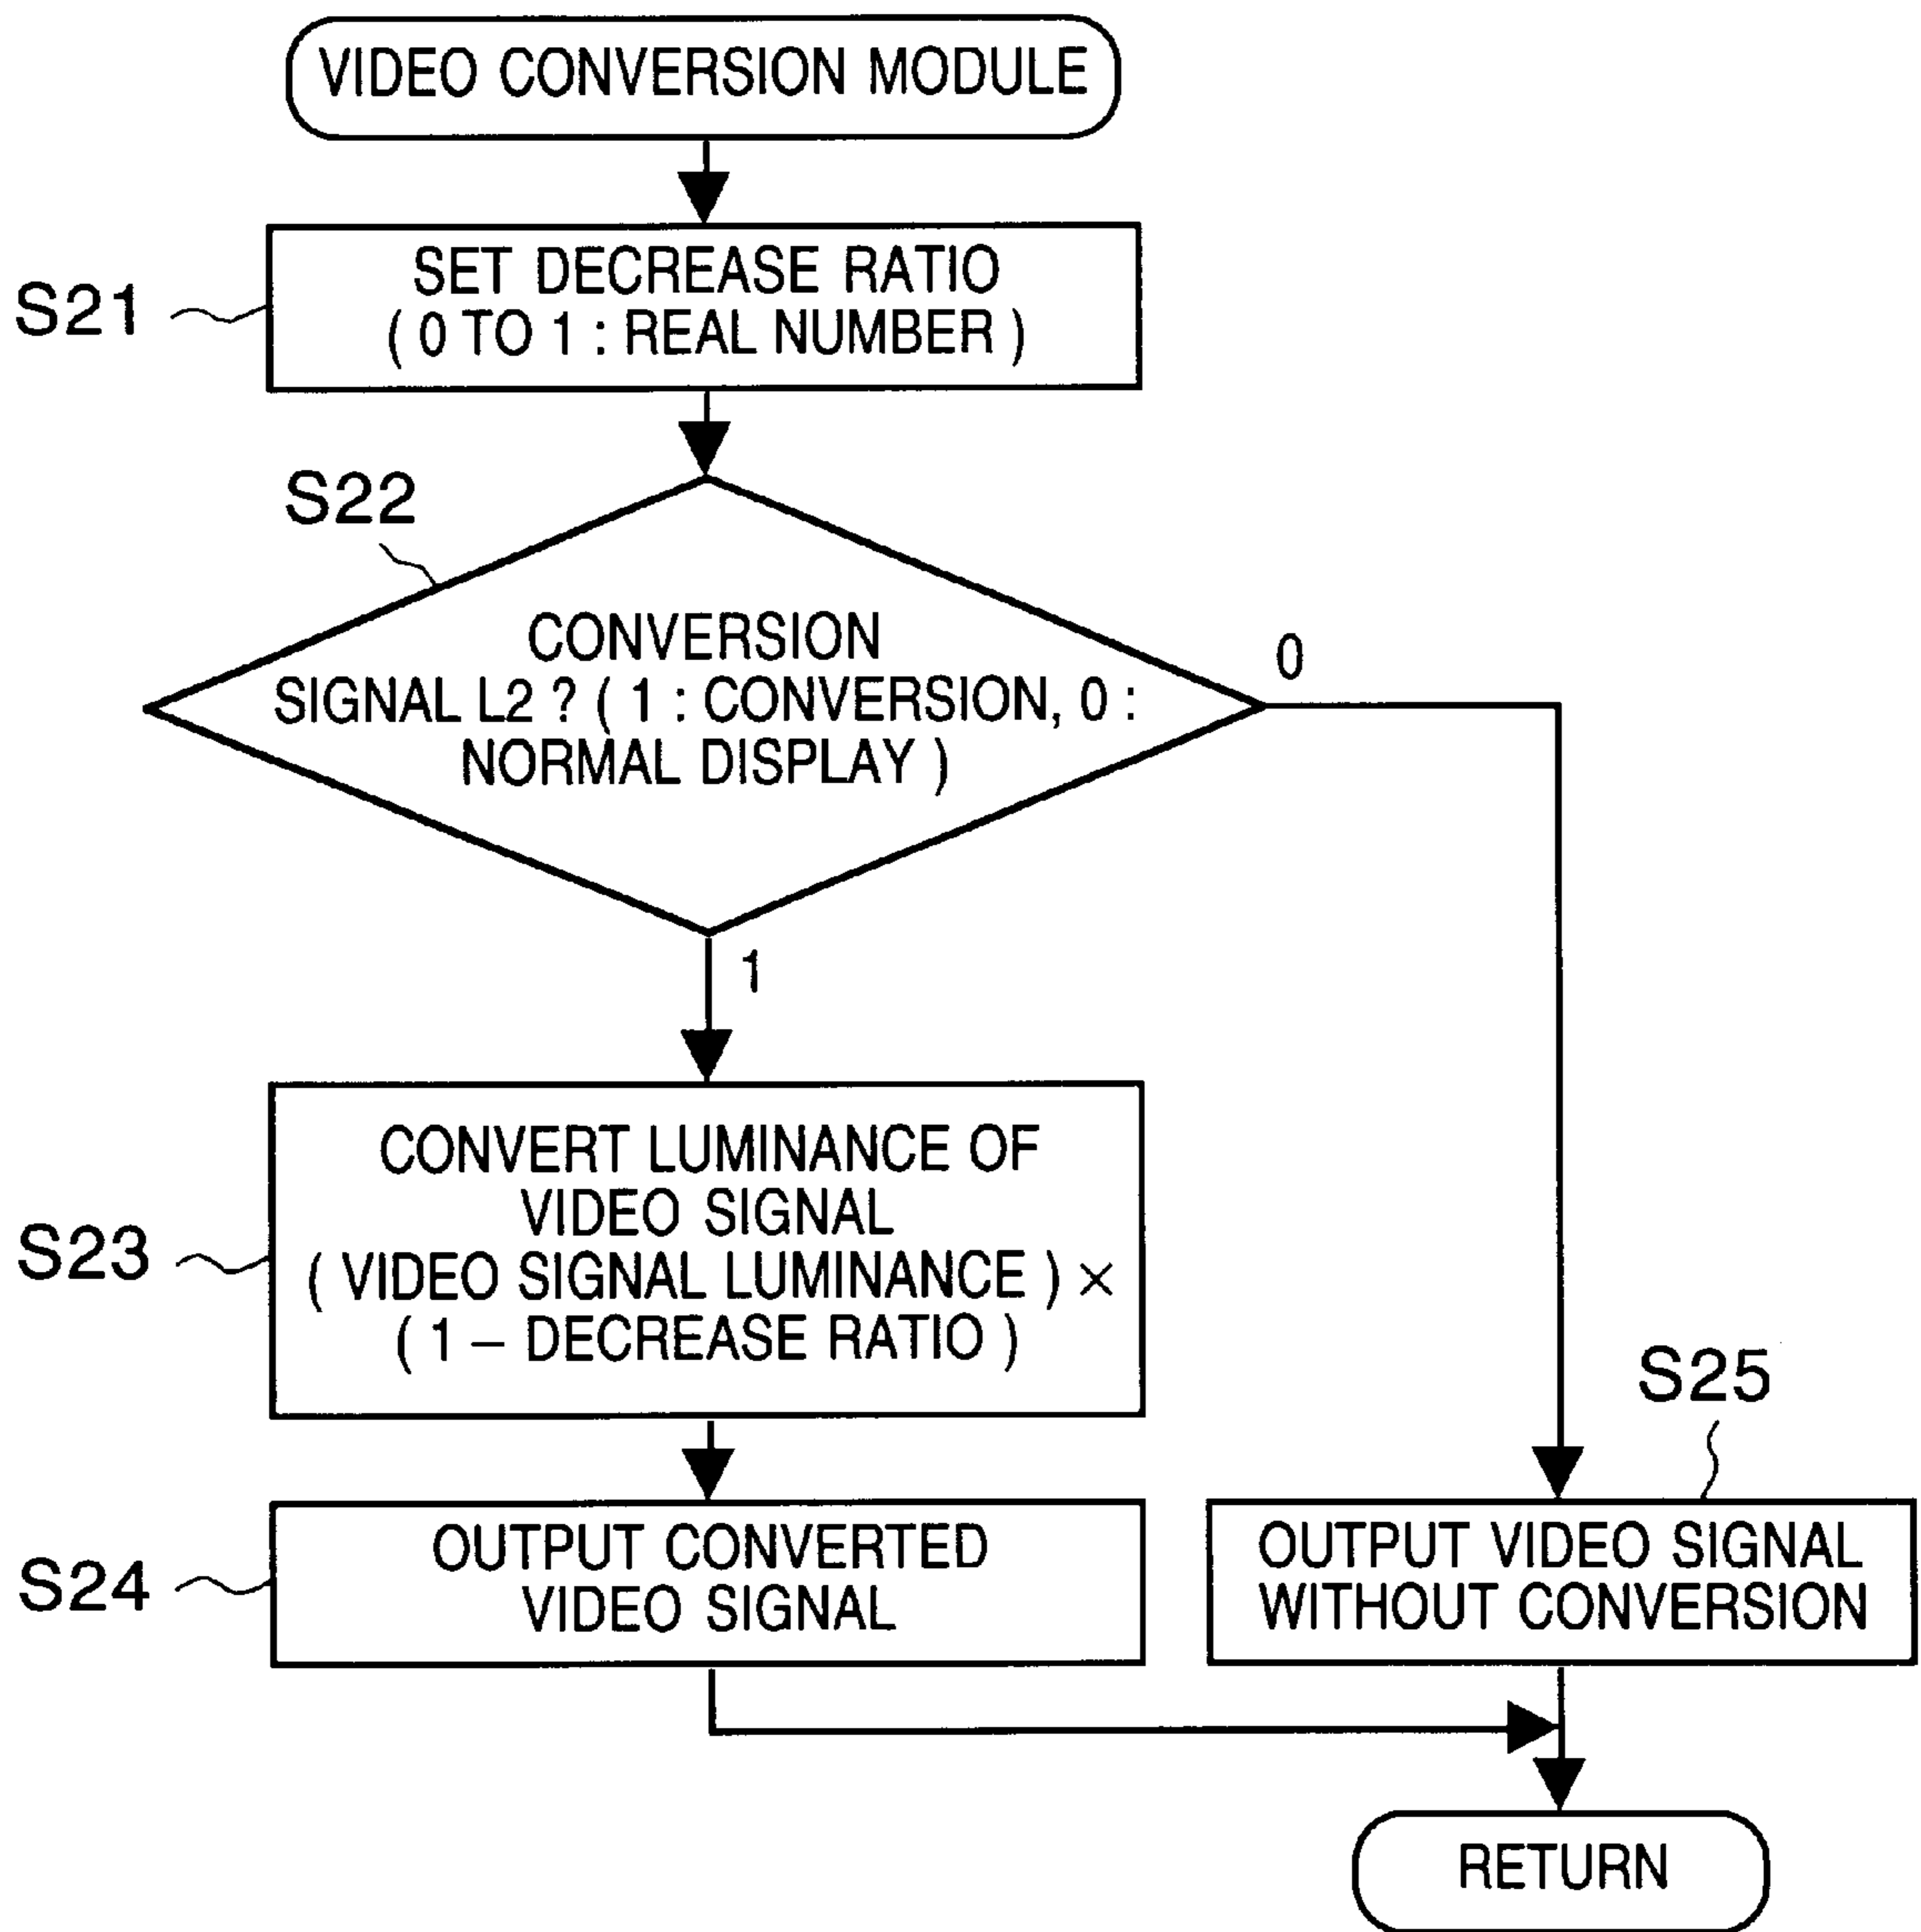 VIDEO CONVERSION MODULE
S21
SET DECREASE RATIO
( 0 TO 1 : REAL NUMBER )
S22
CONVERSION
SIGNAL L2 ? ( 1 : CONVERSION, 0 :
NORMAL DISPLAY )
0
1
S23
CONVERT LUMINANCE OF
VIDEO SIGNAL
( VIDEO SIGNAL LUMINANCE ) ×
( 1 – DECREASE RATIO )
S24
OUTPUT CONVERTED
VIDEO SIGNAL
S25
OUTPUT VIDEO SIGNAL
WITHOUT CONVERSION
RETURN